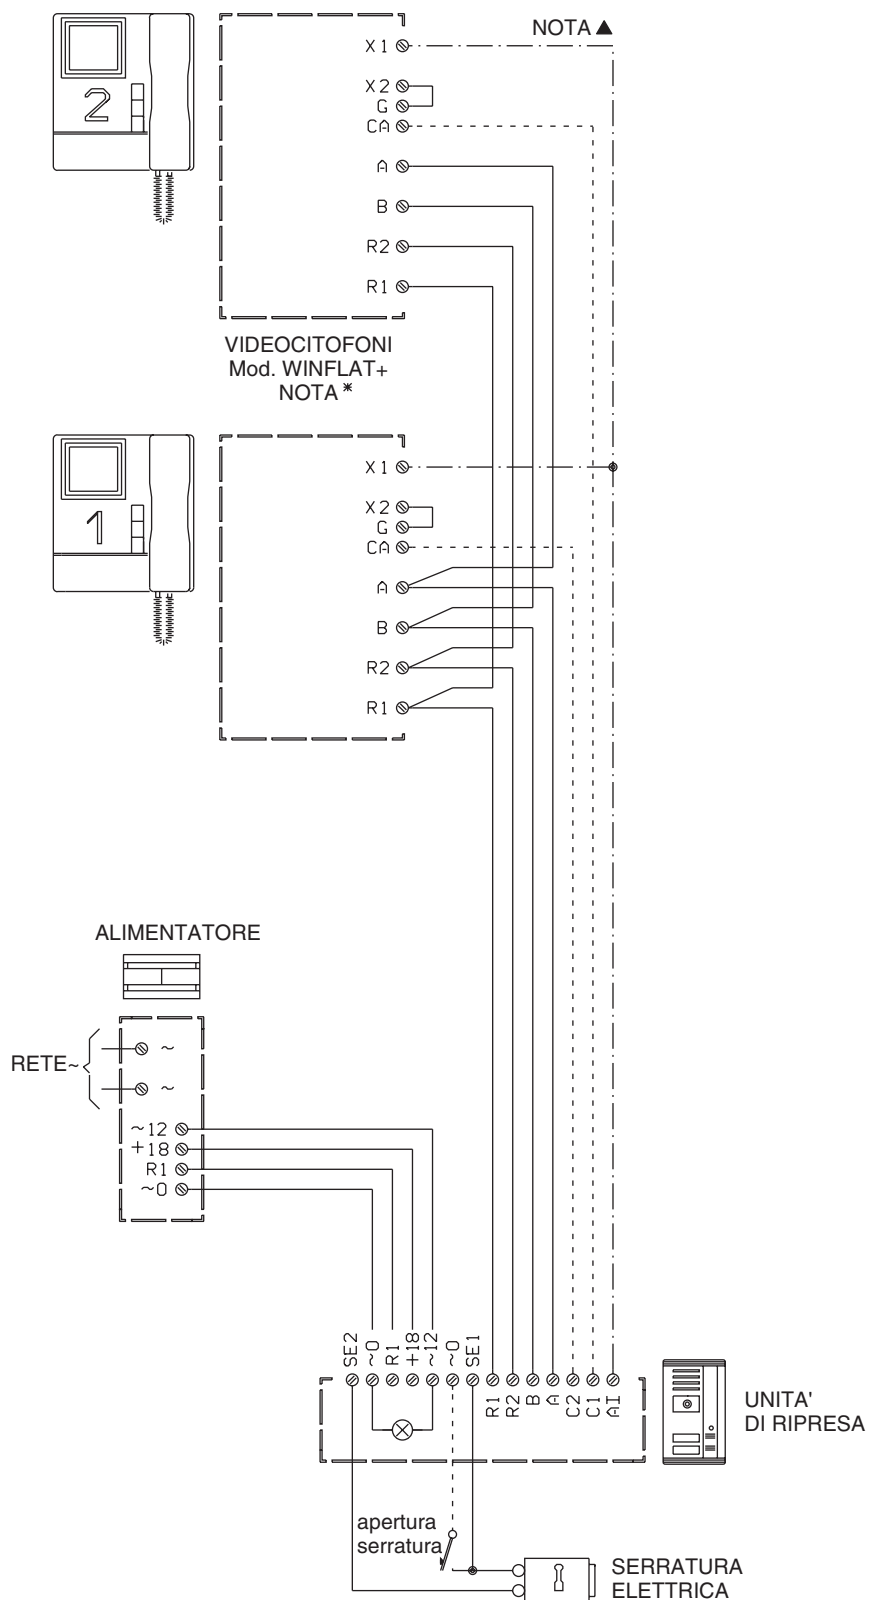 NOTA ▲
X1
X2
G
CA
A
B
R2
R1
2
VIDEOCITOFONI
Mod. WINFLAT+
NOTA *
X1
X2
G
CA
A
B
R2
R1
1
ALIMENTATORE
RETE~
~
~
~12
+18
R1
~0
SE2
~0
R1
+18
~12
~0
SE1
R1
R2
B
A
C2
C1
AI
UNITA'
DI RIPRESA
apertura
serratura
SERRATURA
ELETTRICA